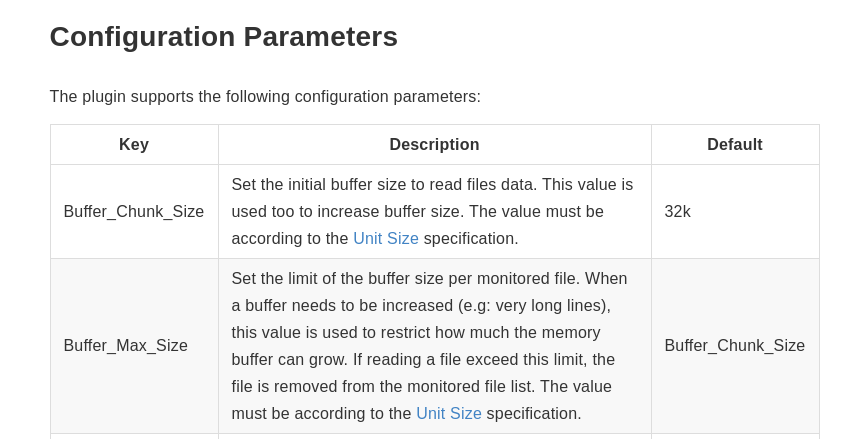 Configuration Parameters
The plugin supports the following configuration parameters:
Key Description Default
Buffer_Chunk_Size
Set the initial buffer size to read files data. This value is
used too to increase buffer size. The value must be
according to the Unit Size specification.
32k
Buffer_Max_Size
Set the limit of the buffer size per monitored file. When
a buffer needs to be increased (e.g: very long lines),
this value is used to restrict how much the memory
buffer can grow. If reading a file exceed this limit, the
file is removed from the monitored file list. The value
must be according to the Unit Size specification.
Buffer_Chunk_Size